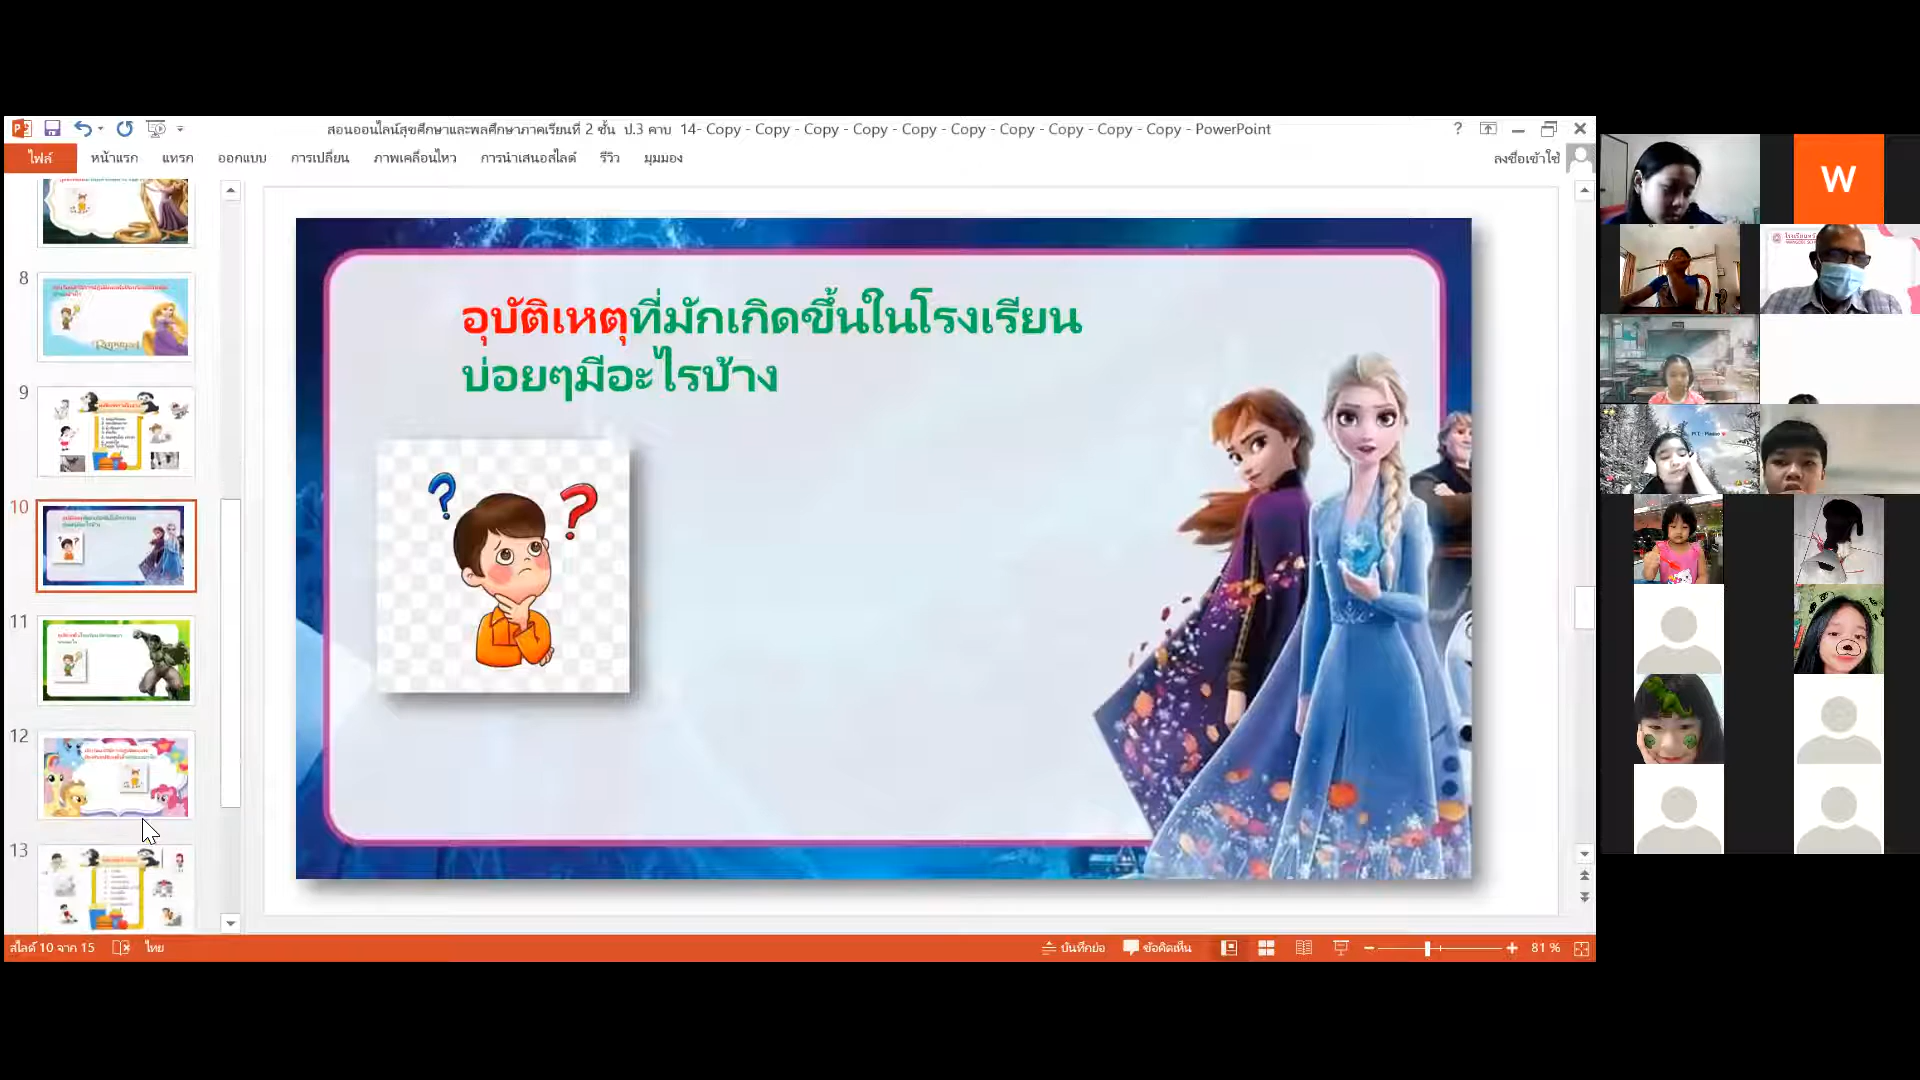 สอนออนไลน์สุขศึกษาและพลศึกษาภาคเรียนที่ 2 ชั้น ป.3 คาบ 14- Copy - Copy - Copy - Copy - Copy - Copy - Copy - Copy - Copy - Copy - PowerPoint
ไฟล์ หน้าแรก แทรก ออกแบบ การเปลี่ยน ภาพเคลื่อนไหว การนำเสนอสไลด์ รีวิว มุมมอง ลงชื่อเข้าใช้
W
8
9
10
11
12
13
อุบัติเหตุที่มักเกิดขึ้นในโรงเรียน
บ่อยๆมีอะไรบ้าง
สไลด์ 10 จาก 15 ไทย บันทึกย่อ ข้อคิดเห็น 81 %